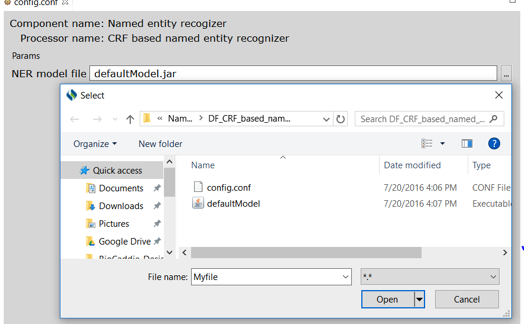 config.conf
Component name: Named entity recogizer
Processor name: CRF based named entity recognizer
Params
NER model file defaultModel.jar ...
Select
« Nam... > DF_CRF_based_nam... Search DF_CRF_based_named_...
Organize New folder
Name Date modified Type
Quick access
Documents
Downloads
Pictures
Google Drive
config.conf 7/20/2016 4:06 PM CONF File
defaultModel 7/20/2016 4:07 PM Executable
File name: Myfile *.*
Open Cancel